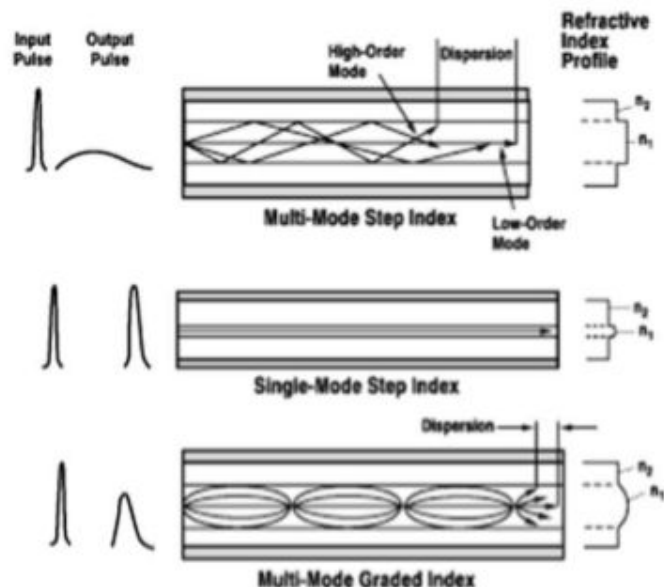 Input Pulse
Output Pulse
High-Order Mode
Dispersion
Refractive Index Profile
n2
n1
Multi-Mode Step Index
Low-Order Mode
n2
n1
Single-Mode Step Index
Dispersion
n2
n1
Multi-Mode Graded Index